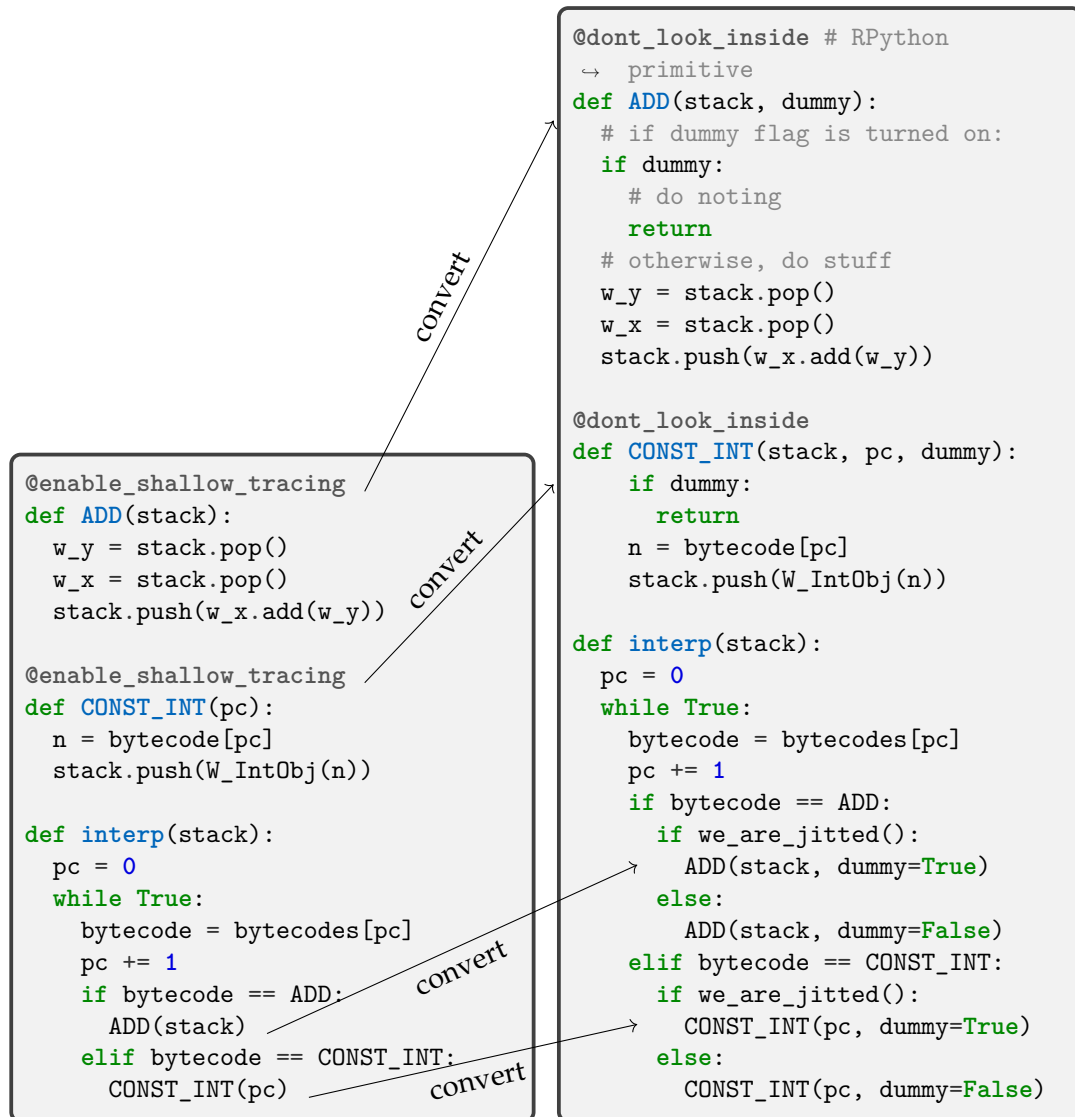 @enable_shallow_tracing
def ADD(stack):
  w_y = stack.pop()
  w_x = stack.pop()
  stack.push(w_x.add(w_y))

@enable_shallow_tracing
def CONST_INT(pc):
  n = bytecode[pc]
  stack.push(W_IntObj(n))

def interp(stack):
  pc = 0
  while True:
    bytecode = bytecodes[pc]
    pc += 1
    if bytecode == ADD:
      ADD(stack)
    elif bytecode == CONST_INT:
      CONST_INT(pc)
convert
convert
convert
convert
@dont_look_inside # RPython
↪  primitive
def ADD(stack, dummy):
  # if dummy flag is turned on:
  if dummy:
    # do noting
    return
  # otherwise, do stuff
  w_y = stack.pop()
  w_x = stack.pop()
  stack.push(w_x.add(w_y))

@dont_look_inside
def CONST_INT(stack, pc, dummy):
    if dummy:
      return
    n = bytecode[pc]
    stack.push(W_IntObj(n))

def interp(stack):
  pc = 0
  while True:
    bytecode = bytecodes[pc]
    pc += 1
    if bytecode == ADD:
      if we_are_jitted():
        ADD(stack, dummy=True)
      else:
        ADD(stack, dummy=False)
    elif bytecode == CONST_INT:
      if we_are_jitted():
        CONST_INT(pc, dummy=True)
      else:
        CONST_INT(pc, dummy=False)